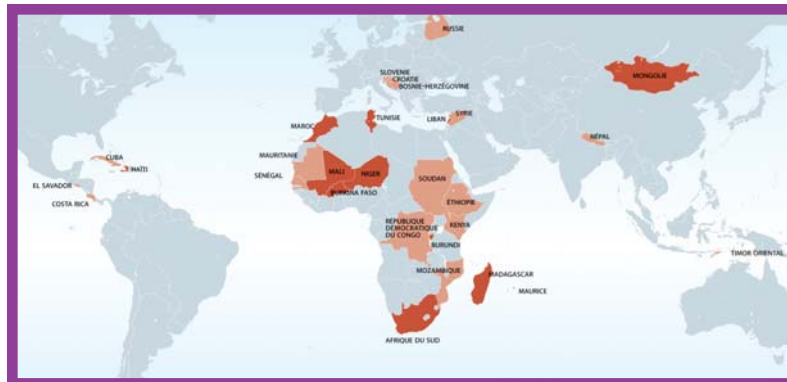 RUSSIE
SLOVENIE
CROATIE
BOSNIE-HERZÉGOVINE
MONGOLIE
MAROC
TUNISIE
LIBAN
SYRIE
NÉPAL
CUBA
HAÏTI
MAURITANIE
MALI
NIGER
SOUDAN
SÉNÉGAL
EL SAVADOR
BURKINA FASO
ÉTHIOPIE
COSTA RICA
RÉPUBLIQUE
DÉMOCRATIQUE
DU CONGO
KENYA
BURUNDI
TIMOR ORIENTAL
MOZAMBIQUE
MADAGASCAR
MAURICE
AFRIQUE DU SUD